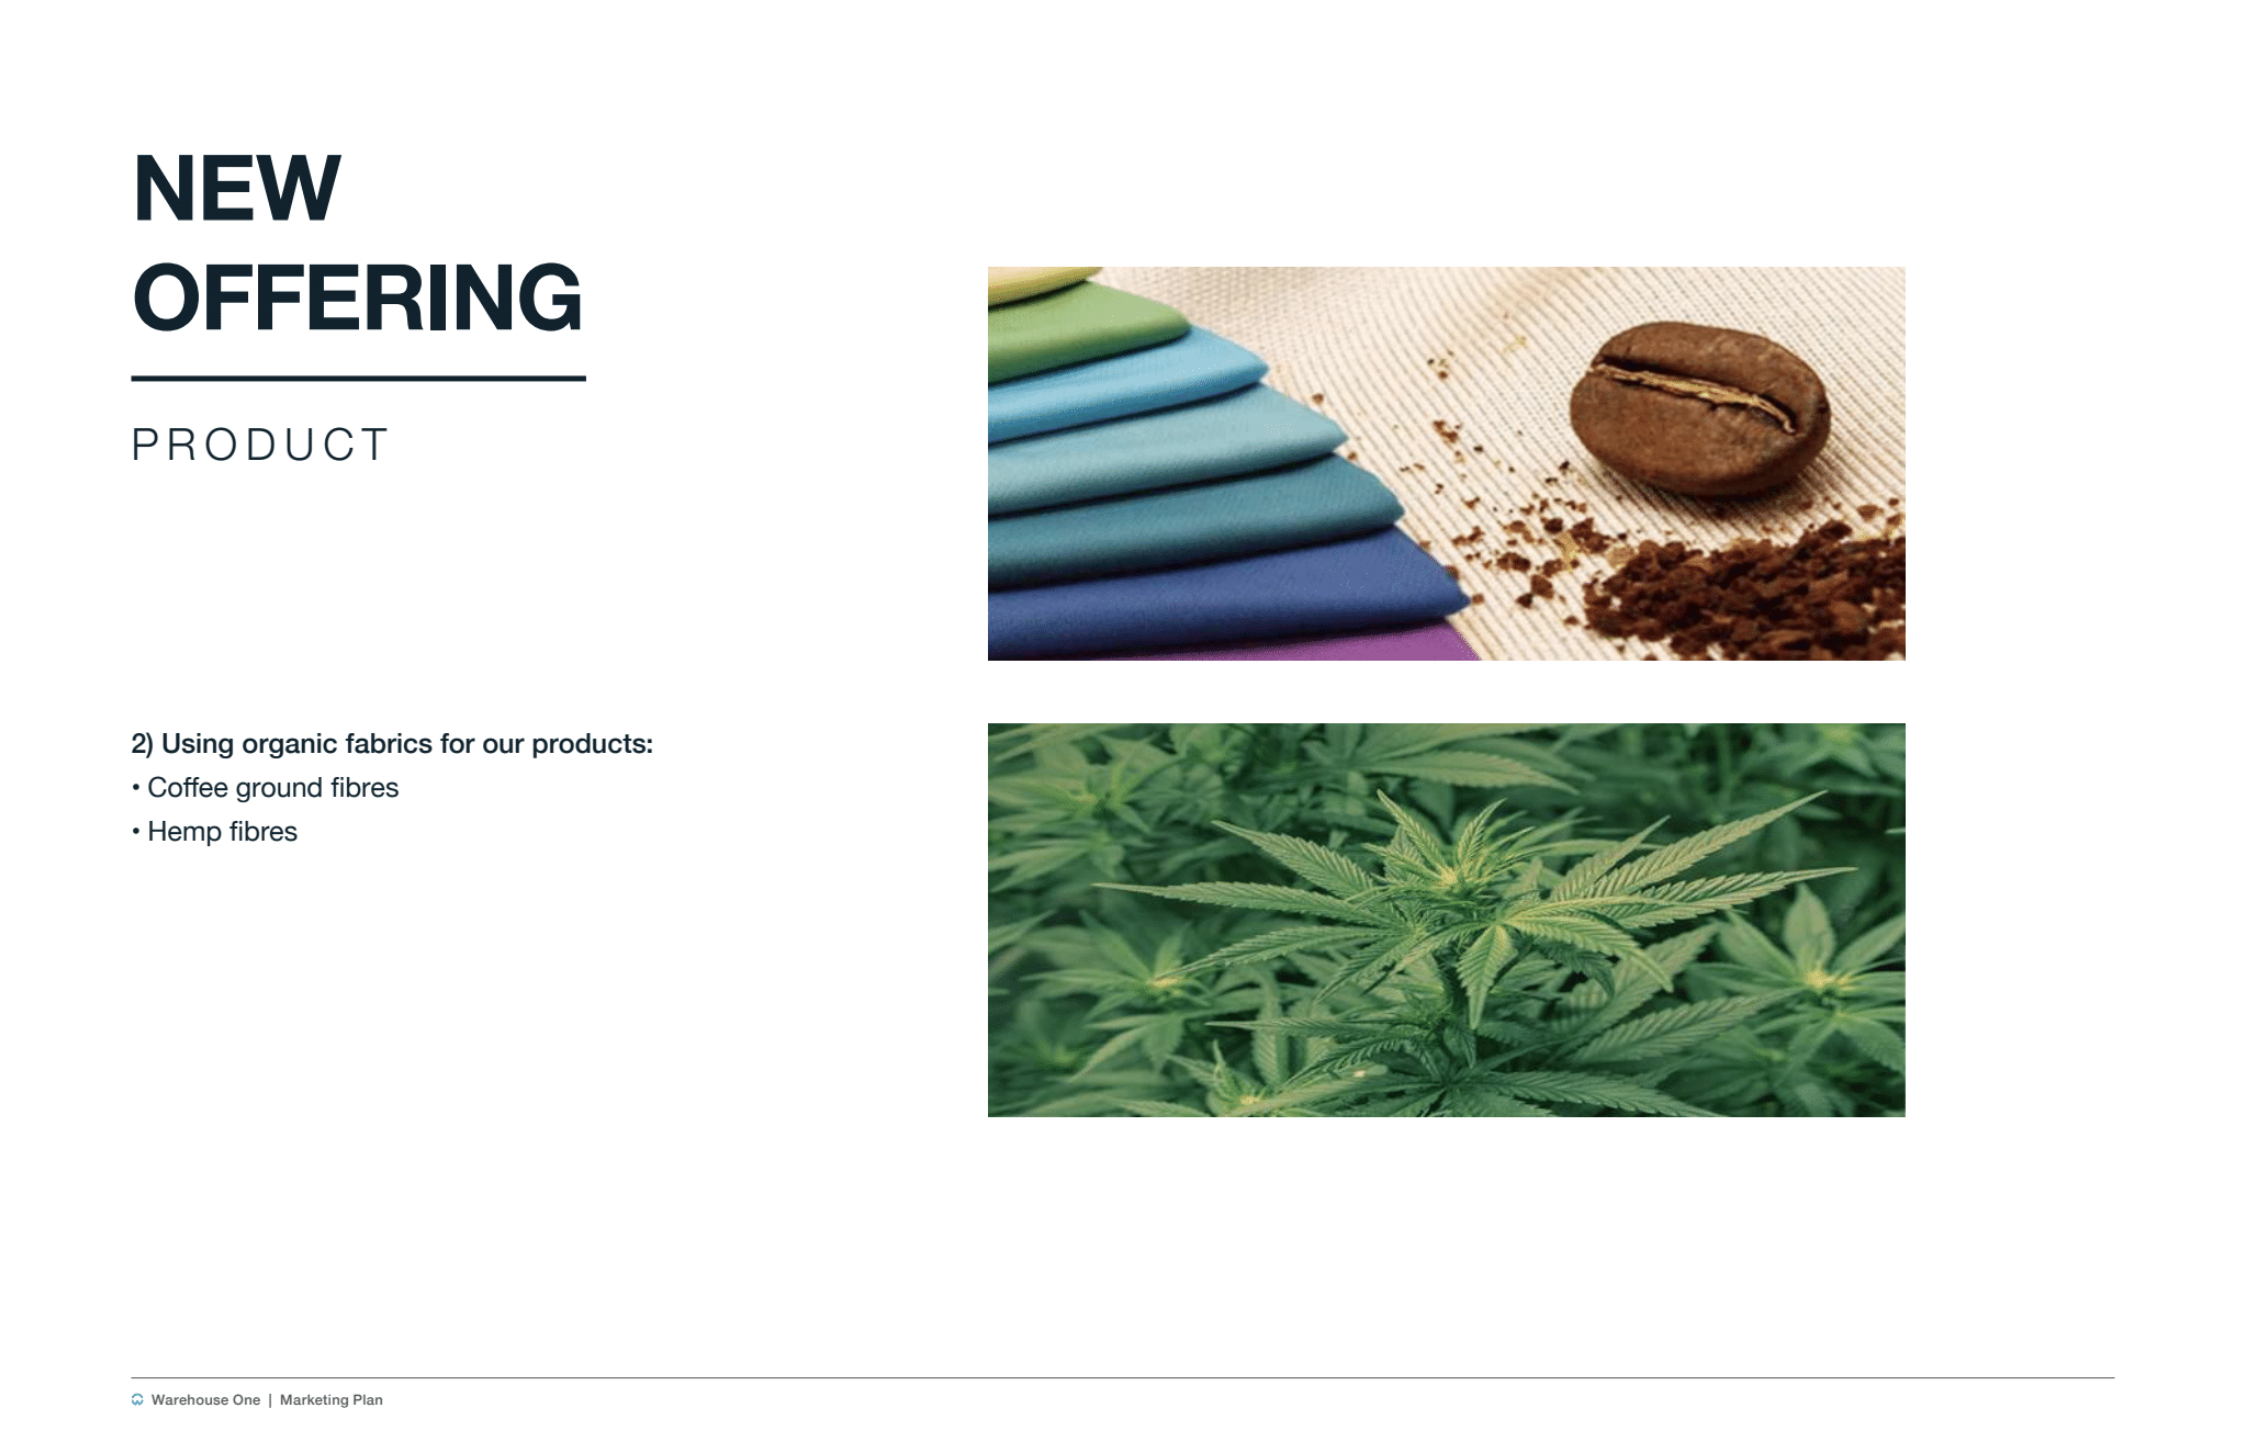 NEW
OFFERING
PRODUCT
2) Using organic fabrics for our products:
• Coffee ground fibres
• Hemp fibres
Warehouse One | Marketing Plan